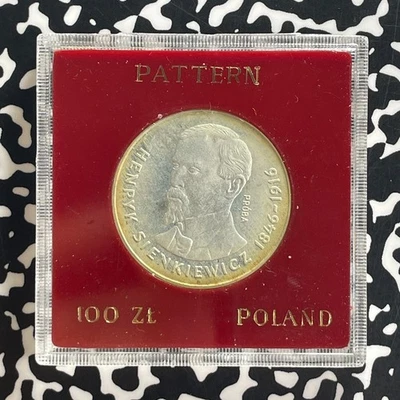 PATTERN
HENRYK·SIENKIEWICZ 1846-1916
PRÓBA
100 ZŁ POLAND